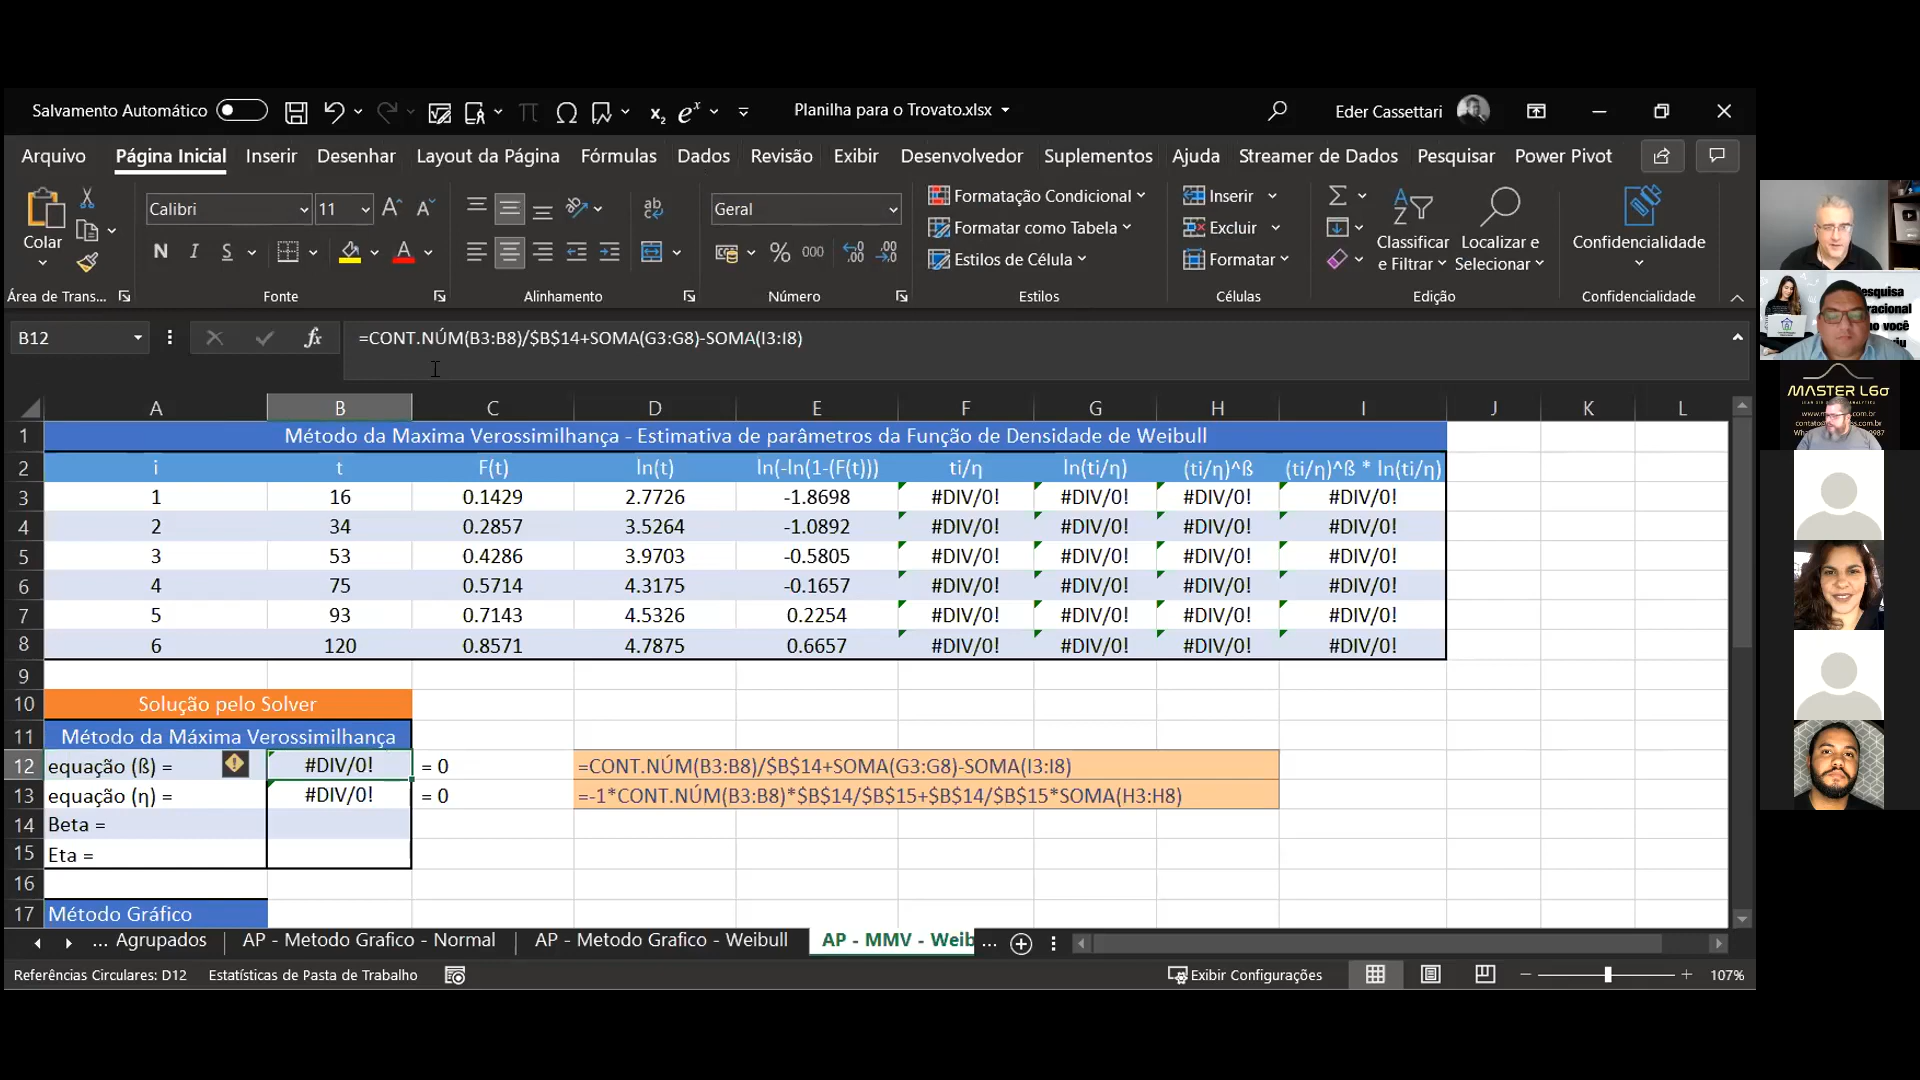 Salvamento Automático
Planilha para o Trovato.xlsx
Eder Cassettari
Arquivo Página Inicial Inserir Desenhar Layout da Página Fórmulas Dados Revisão Exibir Desenvolvedor Suplementos Ajuda Streamer de Dados Pesquisar Power Pivot
Colar
Calibri 11
N I S
Geral
% 000
Formatação Condicional
Formatar como Tabela
Estilos de Célula
Inserir
Excluir
Formatar
Classificar e Filtrar
Localizar e Selecionar
Confidencialidade
Área de Trans... Fonte Alinhamento Número Estilos Células Edição Confidencialidade
B12 fx =CONT.NÚM(B3:B8)/$B$14+SOMA(G3:G8)-SOMA(I3:I8)
A B C D E F G H I J K L
1 Método da Maxima Verossimilhança - Estimativa de parâmetros da Função de Densidade de Weibull
2 i t F(t) ln(t) ln(-ln(1-(F(t))) ti/η ln(ti/η) (ti/η)^ß (ti/η)^ß * ln(ti/η)
3 1 16 0.1429 2.7726 -1.8698 #DIV/0! #DIV/0! #DIV/0! #DIV/0!
4 2 34 0.2857 3.5264 -1.0892 #DIV/0! #DIV/0! #DIV/0! #DIV/0!
5 3 53 0.4286 3.9703 -0.5805 #DIV/0! #DIV/0! #DIV/0! #DIV/0!
6 4 75 0.5714 4.3175 -0.1657 #DIV/0! #DIV/0! #DIV/0! #DIV/0!
7 5 93 0.7143 4.5326 0.2254 #DIV/0! #DIV/0! #DIV/0! #DIV/0!
8 6 120 0.8571 4.7875 0.6657 #DIV/0! #DIV/0! #DIV/0! #DIV/0!
9
10 Solução pelo Solver
11 Método da Máxima Verossimilhança
12 equação (ß) = #DIV/0! = 0 =CONT.NÚM(B3:B8)/$B$14+SOMA(G3:G8)-SOMA(I3:I8)
13 equação (η) = #DIV/0! = 0 =-1*CONT.NÚM(B3:B8)*$B$14/$B$15+$B$14/$B$15*SOMA(H3:H8)
14 Beta =
15 Eta =
16
17 Método Gráfico
... Agrupados AP - Metodo Grafico - Normal AP - Metodo Grafico - Weibull AP - MMV - Weib ...
Referências Circulares: D12 Estatísticas de Pasta de Trabalho Exibir Configurações 107%
MASTER L6σ